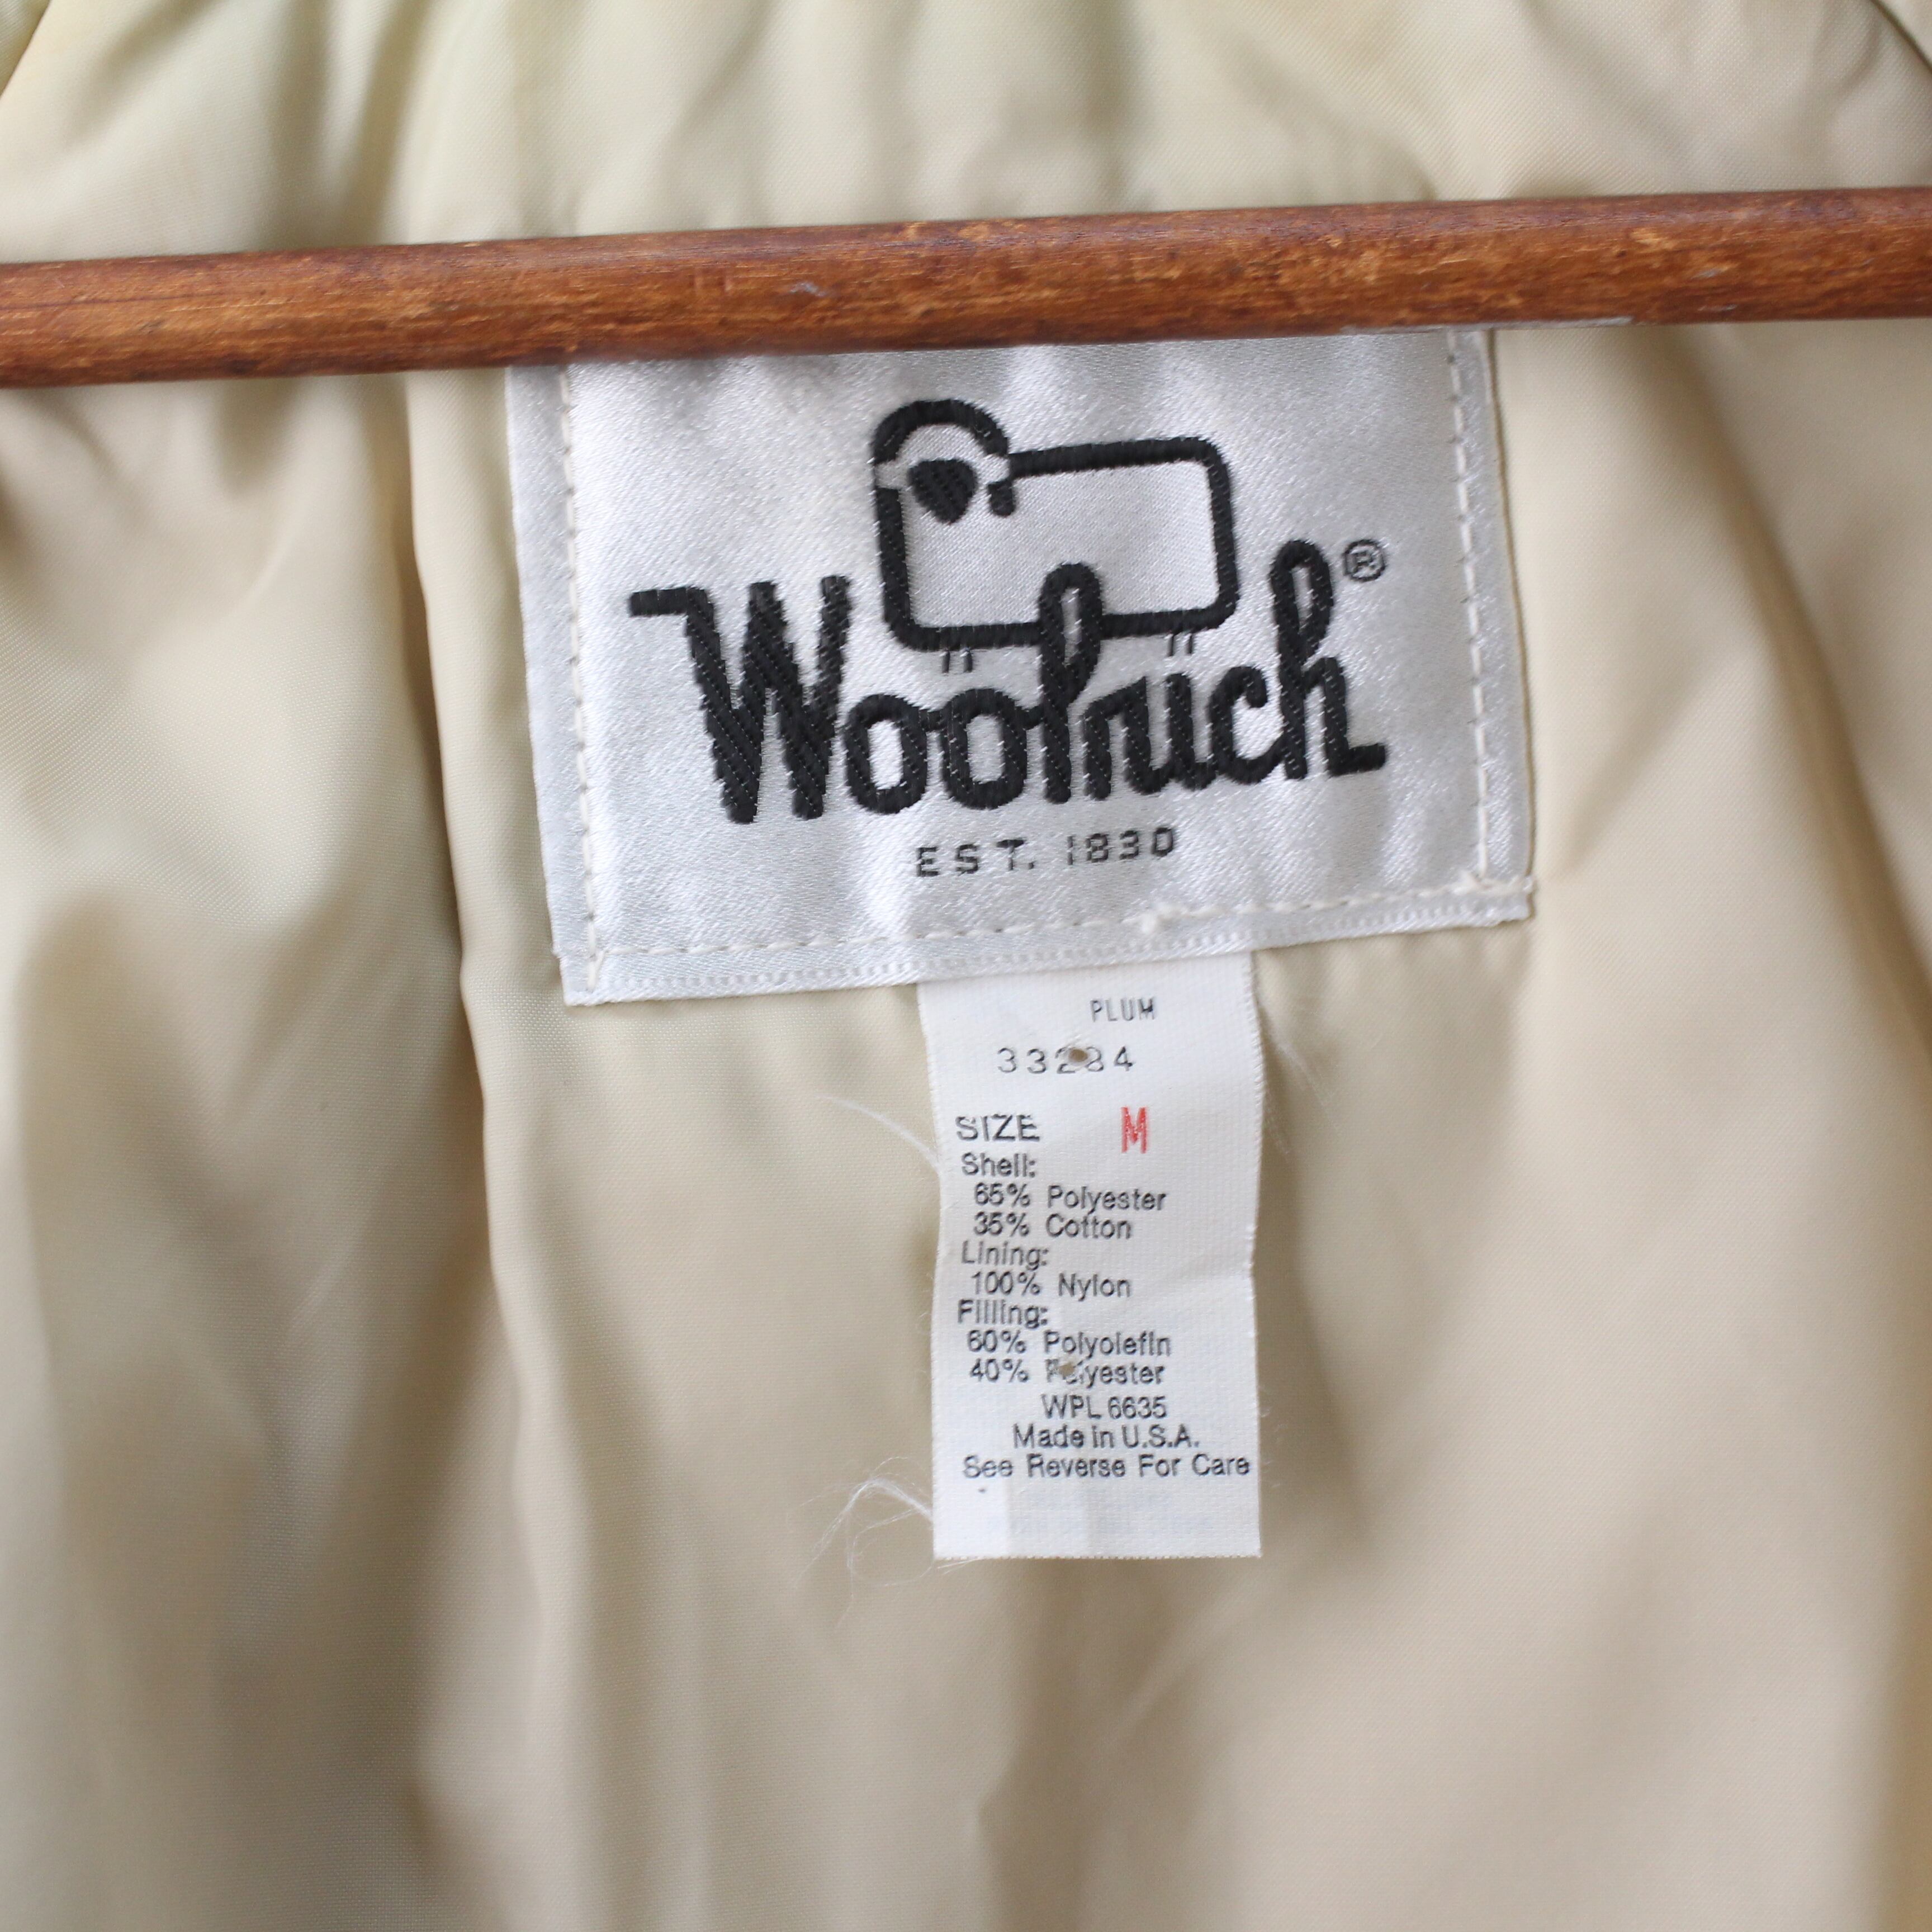 Woolrich®
EST. 1830
PLUM
33284
SIZE M
Shell:
65% Polyester
35% Cotton
Lining:
100% Nylon
Filling:
60% Polyolefin
40% Polyester
WPL 6635
Made in U.S.A.
See Reverse For Care